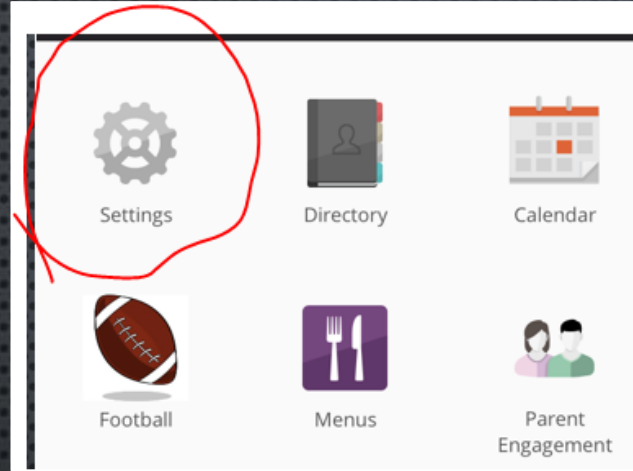 Settings
Directory
Calendar
Football
Menus
Parent
Engagement